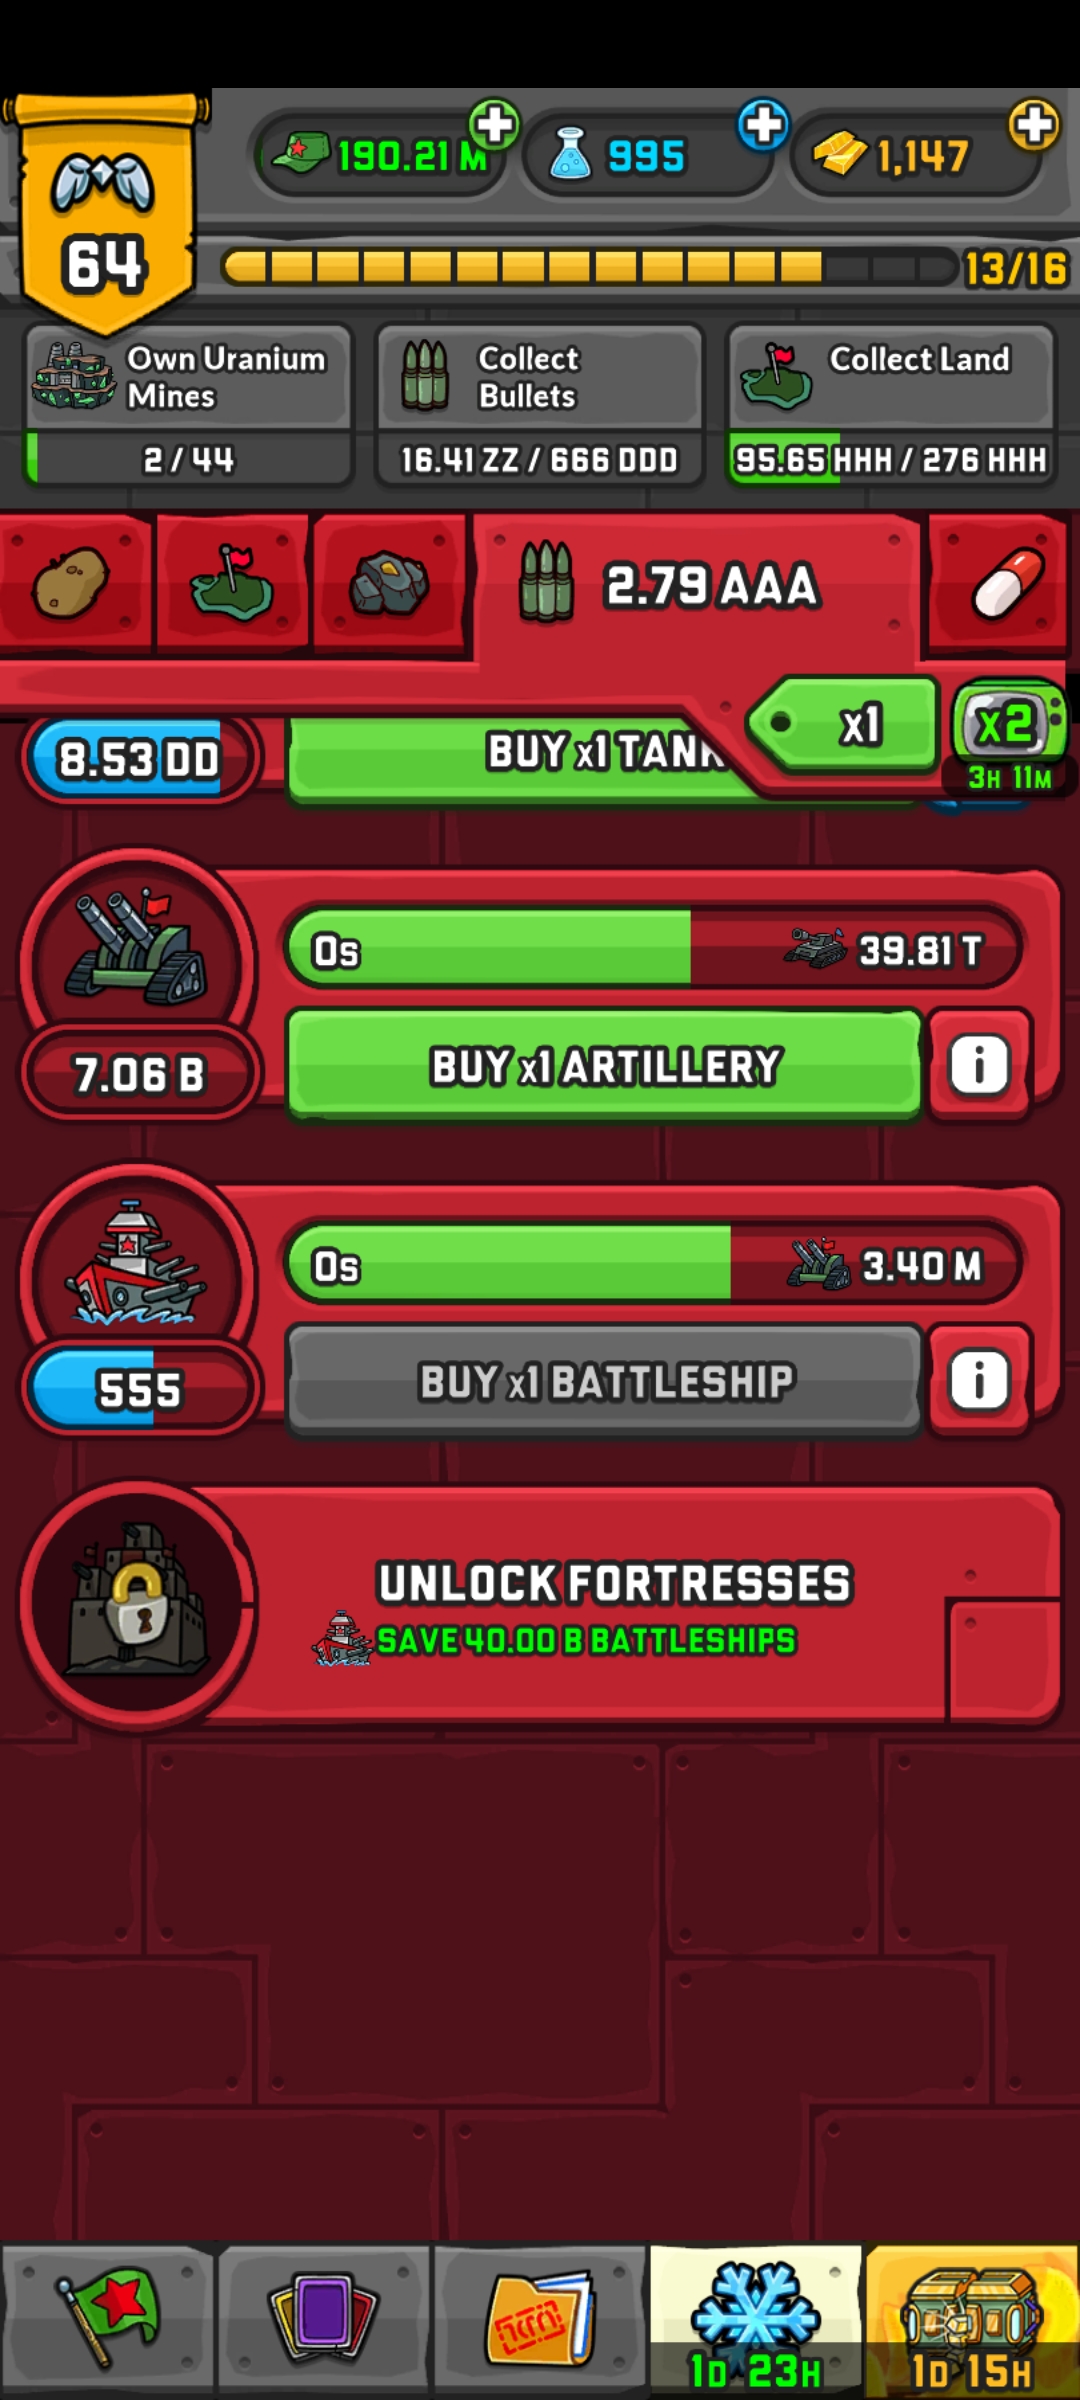 190.21 M
995
1,147
64
13/16
Own Uranium
Mines
2 / 44
Collect
Bullets
16.41 ZZ / 666 DDD
Collect Land
95.65 HHH / 276 HHH
2.79 AAA
x1
x2
3H 11M
8.53 DD
BUY x1 TANK
0s
39.81 T
7.06 B
BUY x1 ARTILLERY
i
0s
3.40 M
555
BUY x1 BATTLESHIP
i
UNLOCK FORTRESSES
SAVE 40.00 B BATTLESHIPS
1D 23H
1D 15H